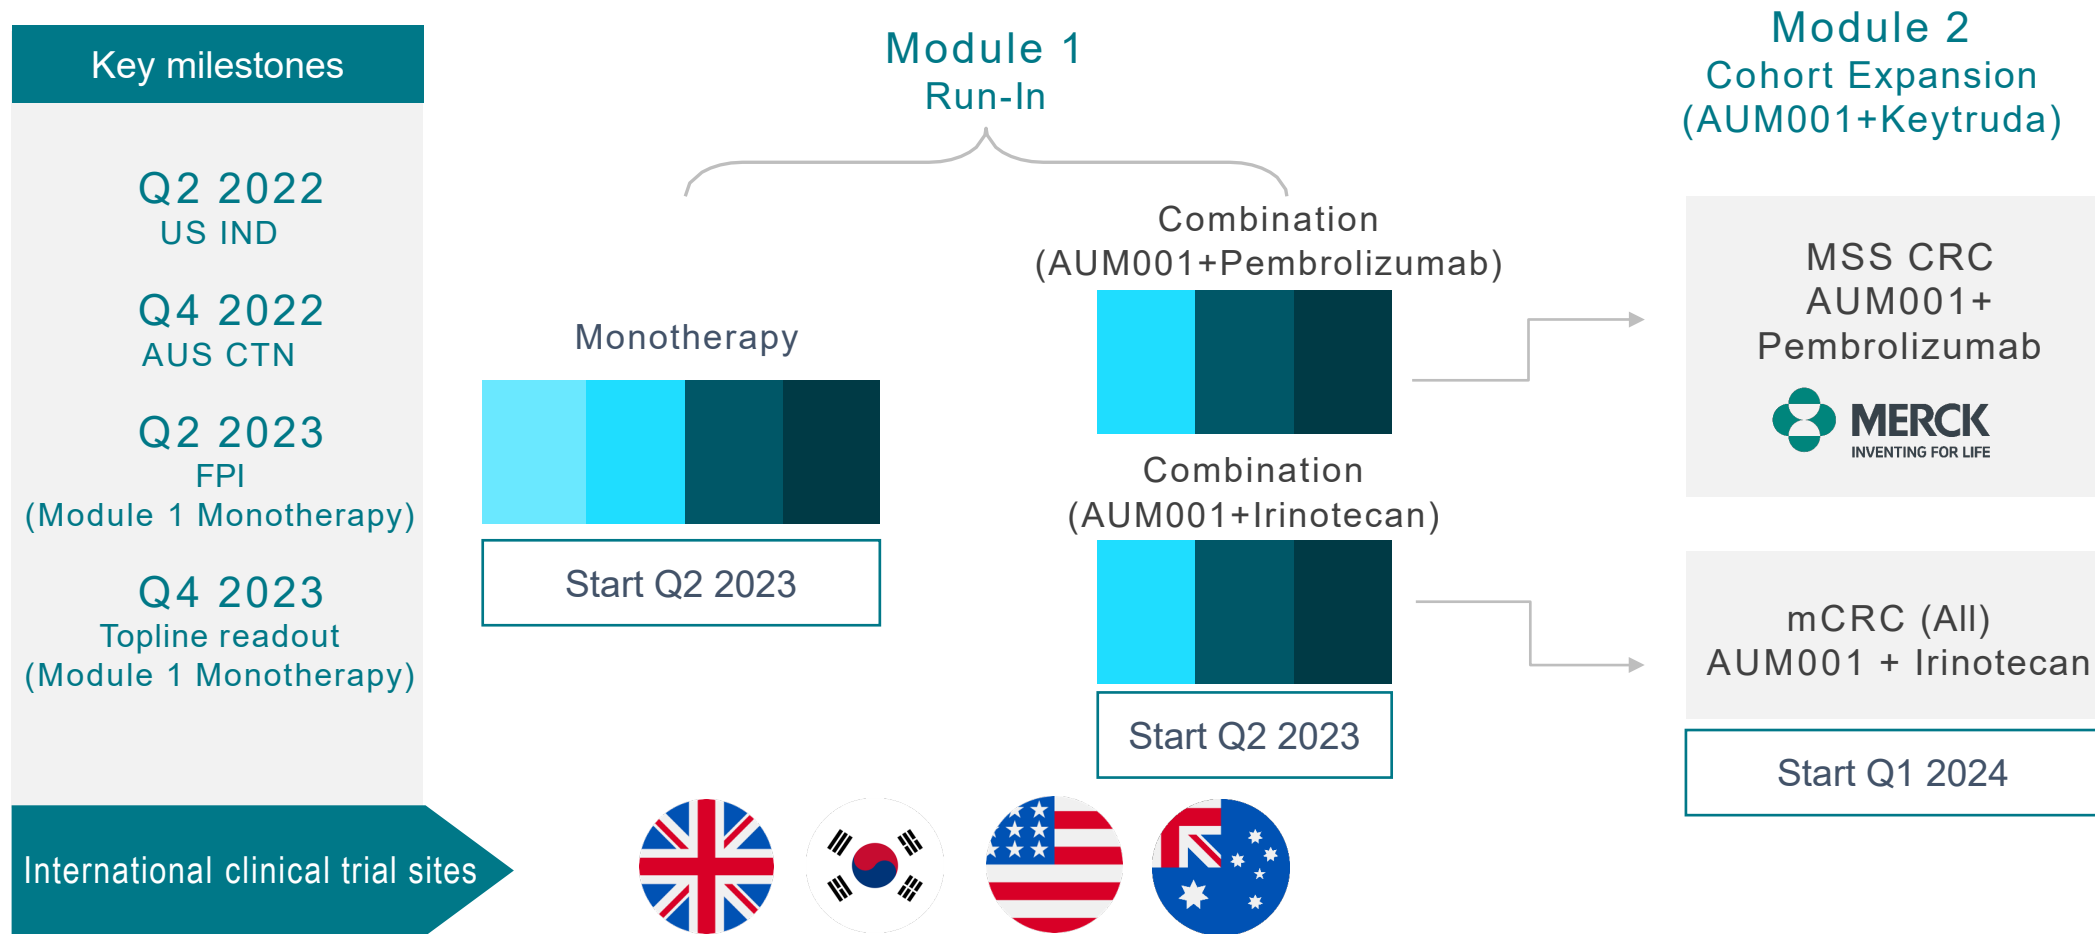 Key milestones
Q2 2022
US IND
Q4 2022
AUS CTN
Q2 2023
FPI
(Module 1 Monotherapy)
Q4 2023
Topline readout
(Module 1 Monotherapy)
International clinical trial sites
Module 1
Run-In
Monotherapy
Start Q2 2023
Combination
(AUM001+Pembrolizumab)
Combination
(AUM001+Irinotecan)
Start Q2 2023
Module 2
Cohort Expansion
(AUM001+Keytruda)
MSS CRC
AUM001+
Pembrolizumab
MERCK
INVENTING FOR LIFE
mCRC (All)
AUM001 + Irinotecan
Start Q1 2024